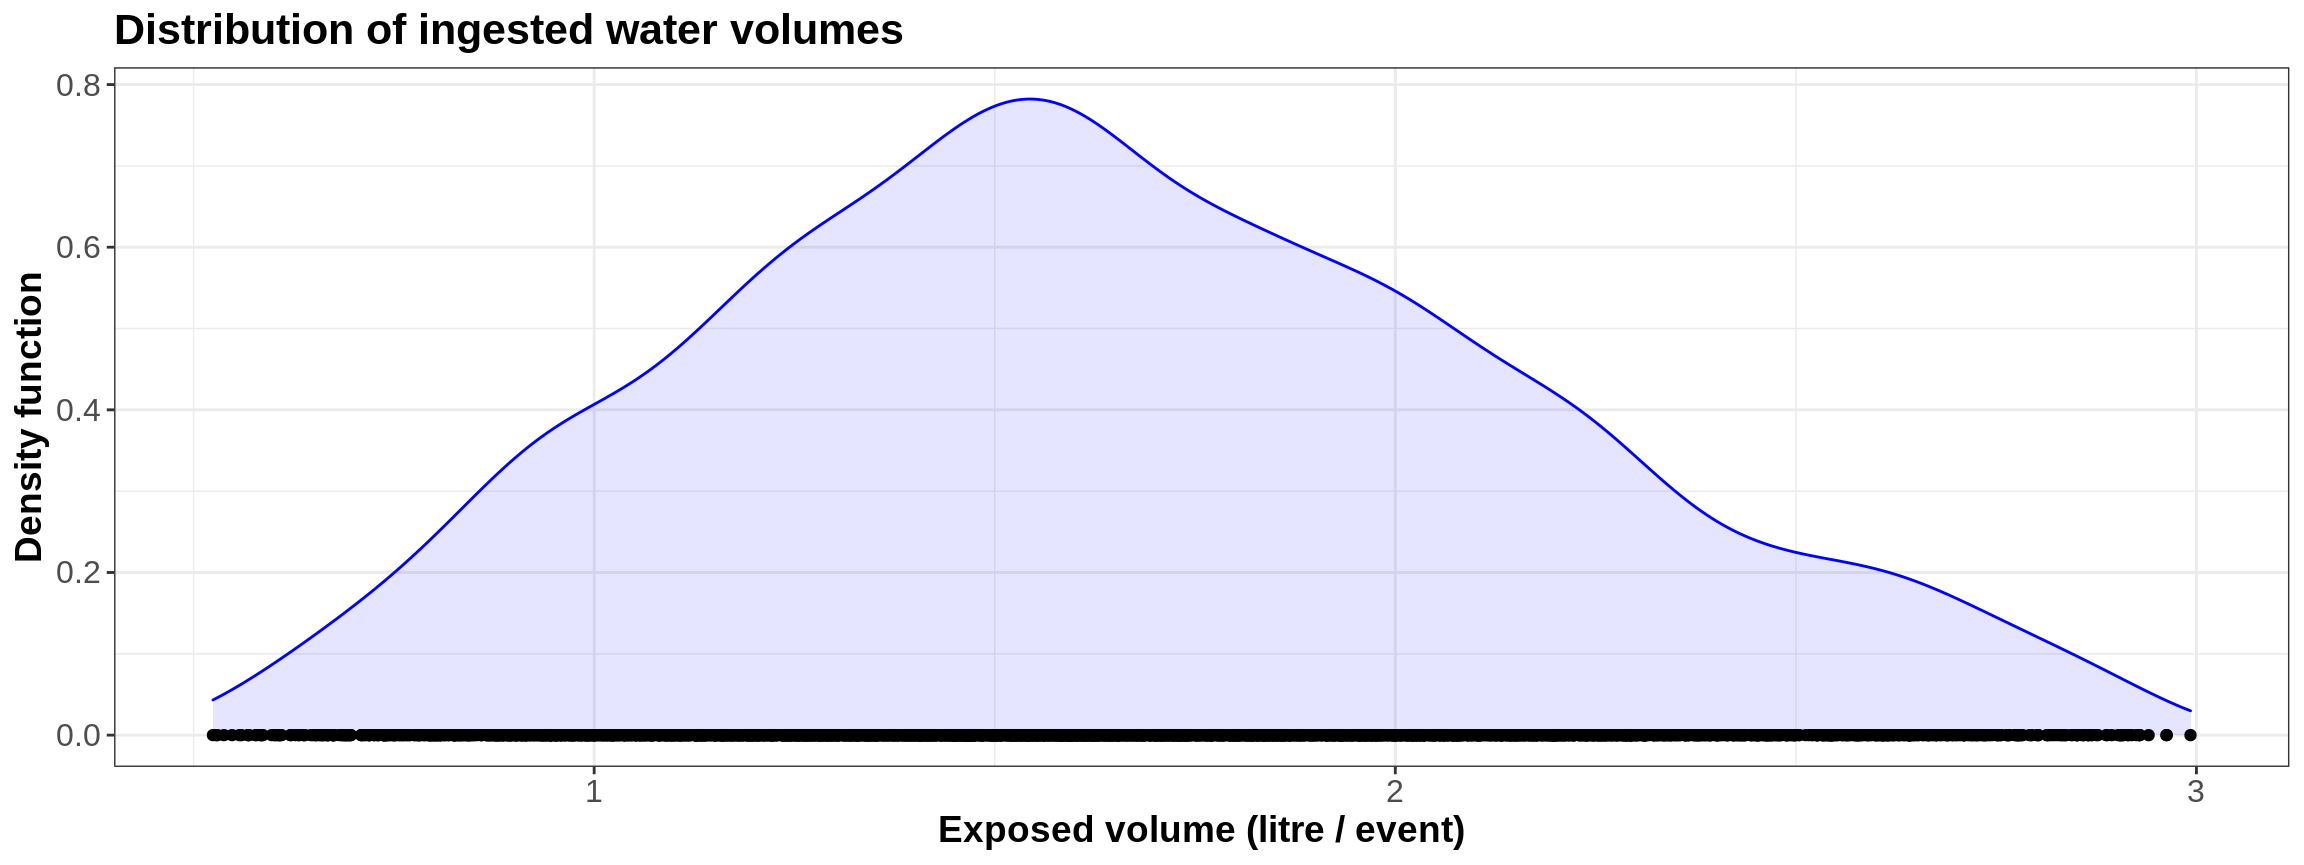 Distribution of ingested water volumes
0.8
0.6
0.4
0.2
0.0
Density function
1 2 3
Exposed volume (litre / event)